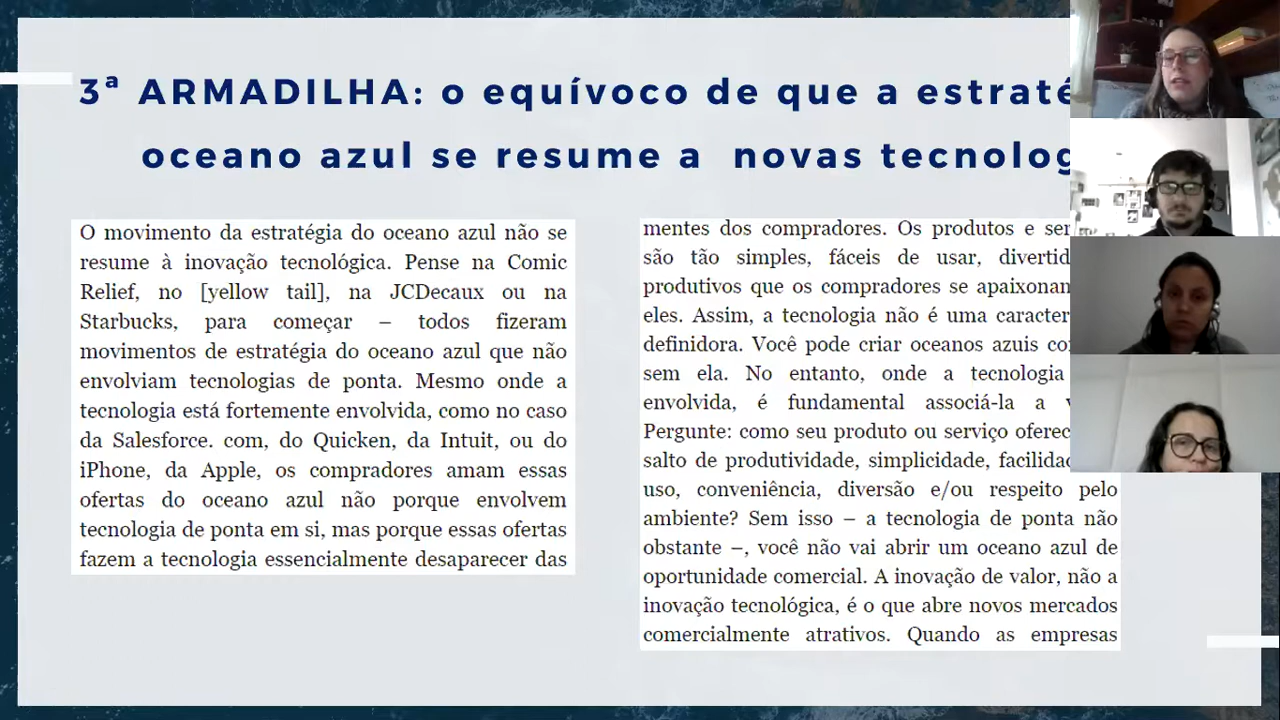 3ª ARMADILHA: o equívoco de que a
oceano azul se resume a novas
O movimento da estratégia do oceano azul não se
resume à inovação tecnológica. Pense na Comic
Relief, no [yellow tail], na JCDecaux ou na
Starbucks, para começar – todos fizeram
movimentos de estratégia do oceano azul que não
envolviam tecnologias de ponta. Mesmo onde a
tecnologia está fortemente envolvida, como no caso
da Salesforce. com, do Quicken, da Intuit, ou do
iPhone, da Apple, os compradores amam essas
ofertas do oceano azul não porque envolvem
tecnologia de ponta em si, mas porque essas ofertas
fazem a tecnologia essencialmente desaparecer das
mentes dos compradores. Os produtos e
são tão simples, fáceis de usar,
produtivos que os compradores se
eles. Assim, a tecnologia não é uma
definidora. Você pode criar oceanos azuis
sem ela. No entanto, onde a tecnologia
envolvida, é fundamental associá-la a
Pergunte: como seu produto ou serviço
salto de produtividade, simplicidade,
uso, conveniência, diversão e/ou respeito pelo
ambiente? Sem isso – a tecnologia de ponta não
obstante –, você não vai abrir um oceano azul de
oportunidade comercial. A inovação de valor, não a
inovação tecnológica, é o que abre novos mercados
comercialmente atrativos. Quando as empresas